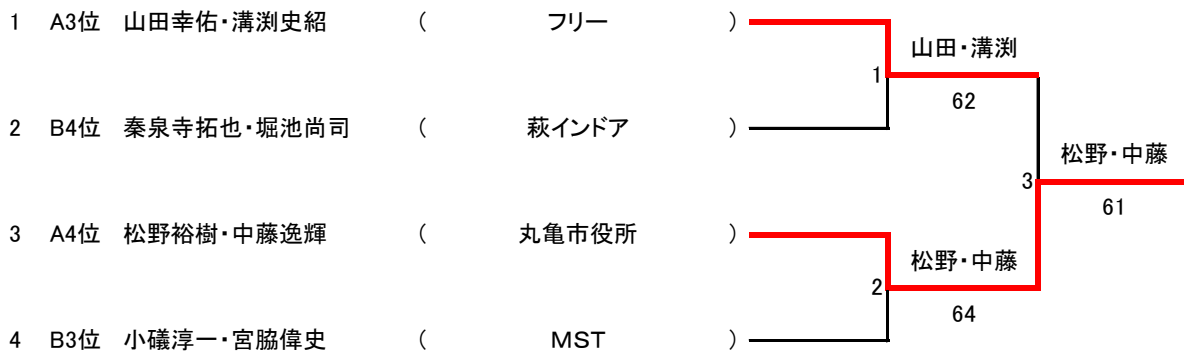 1 A3位 山田幸佑・溝渕史紹 ( フリー )
山田・溝渕
1
62
2 B4位 秦泉寺拓也・堀池尚司 ( 萩インドア )
松野・中藤
3
61
3 A4位 松野裕樹・中藤逸輝 ( 丸亀市役所 )
松野・中藤
2
64
4 B3位 小礒淳一・宮脇偉史 ( MST )